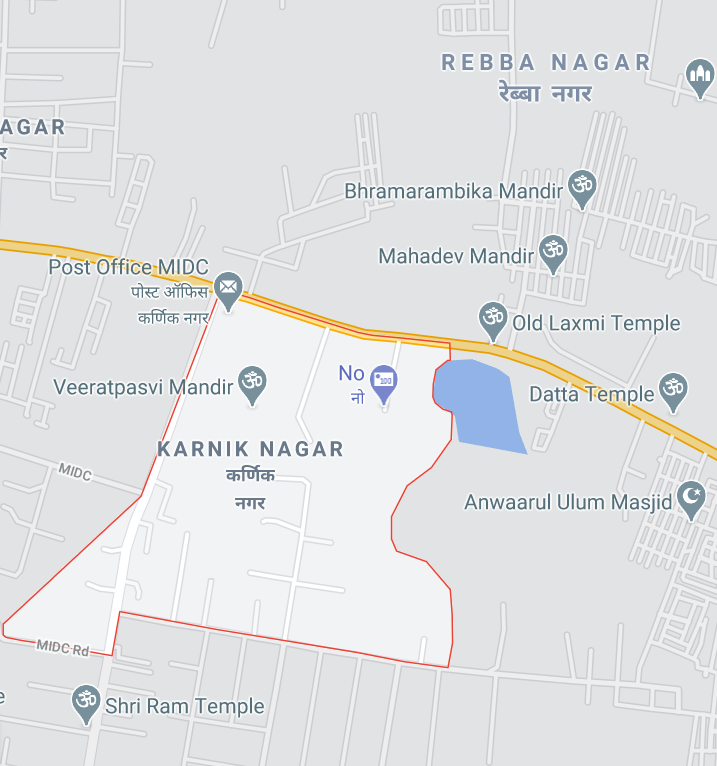 REBBA NAGAR
रेब्बा नगर
AGAR
र
Bhramarambika Mandir
Mahadev Mandir
Post Office MIDC
पोस्ट ऑफिस
कर्णिक नगर
Old Laxmi Temple
No
नो
100
Veeratpasvi Mandir
Datta Temple
KARNIK NAGAR
कर्णिक
नगर
MIDC
Anwaarul Ulum Masjid
MIDC Rd
e
Shri Ram Temple